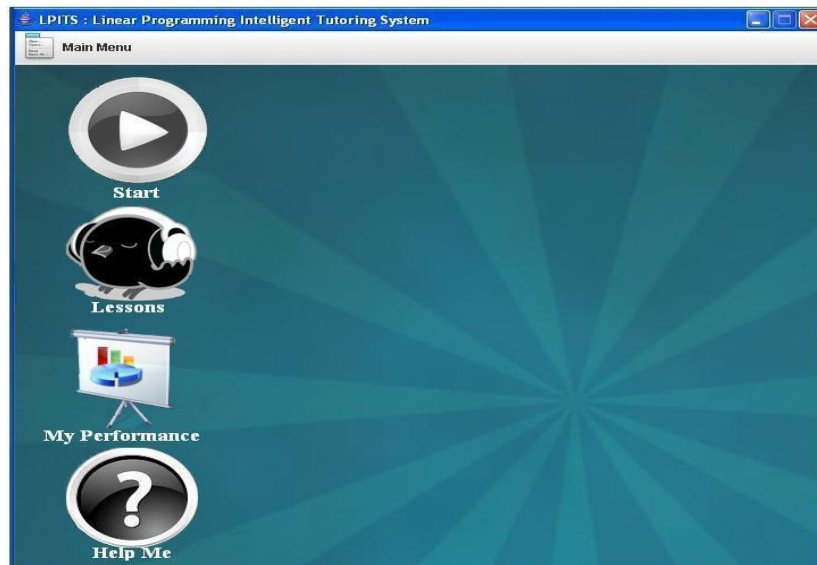 LPITS : Linear Programming Intelligent Tutoring System
Main Menu
Start
Lessons
My Performance
Help Me